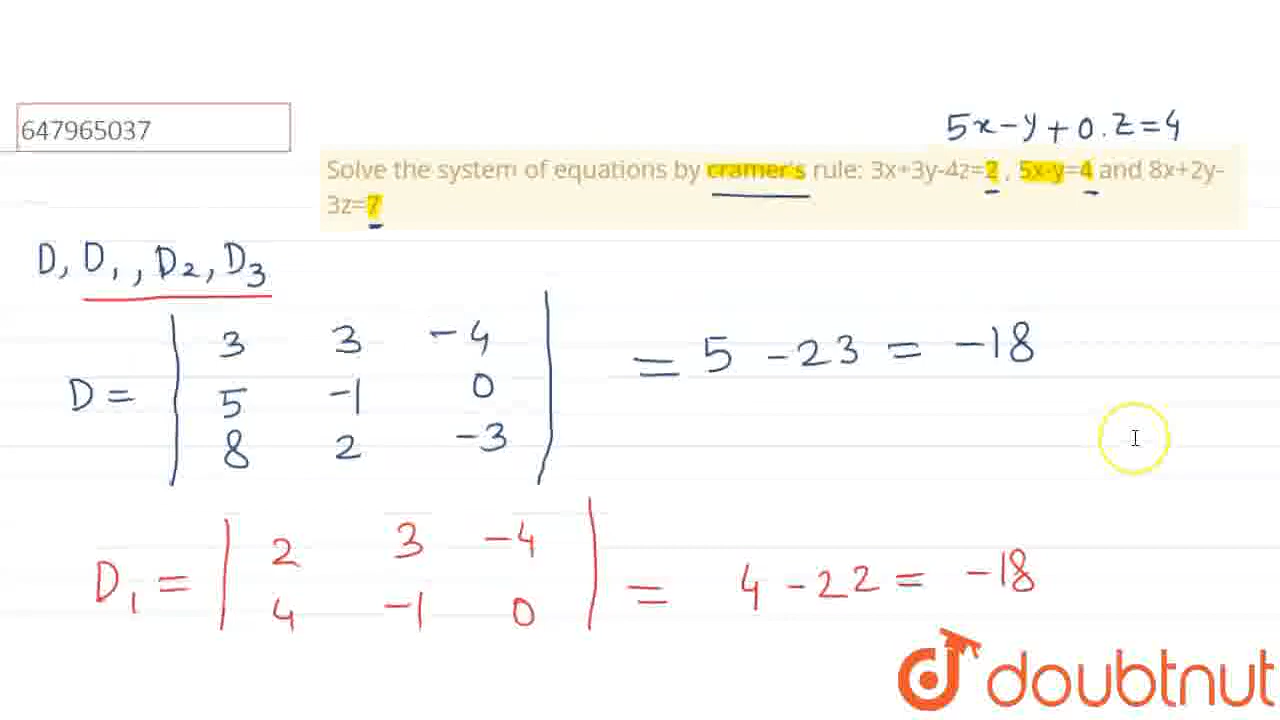 647965037
5x-y+0.z=4
Solve the system of equations by cramer's rule: 3x+3y-4z=2 , 5x-y=4 and 8x+2y-
3z=7
D, D₁, D₂, D₃
3 3 -4
D = 5 -1 0 = 5 -23 = -18
8 2 -3
2 3 -4
D₁ = 4 -1 0 = 4 -22 = -18
doubtnut